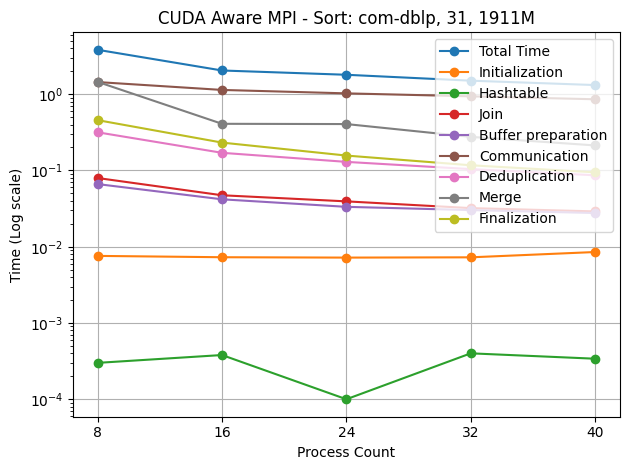 CUDA Aware MPI - Sort: com-dblp, 31, 1911M
Total Time
Initialization
Hashtable
Join
Buffer preparation
Communication
Deduplication
Merge
Finalization
Time (Log scale)
10⁰
10⁻¹
10⁻²
10⁻³
10⁻⁴
8 16 24 32 40
Process Count